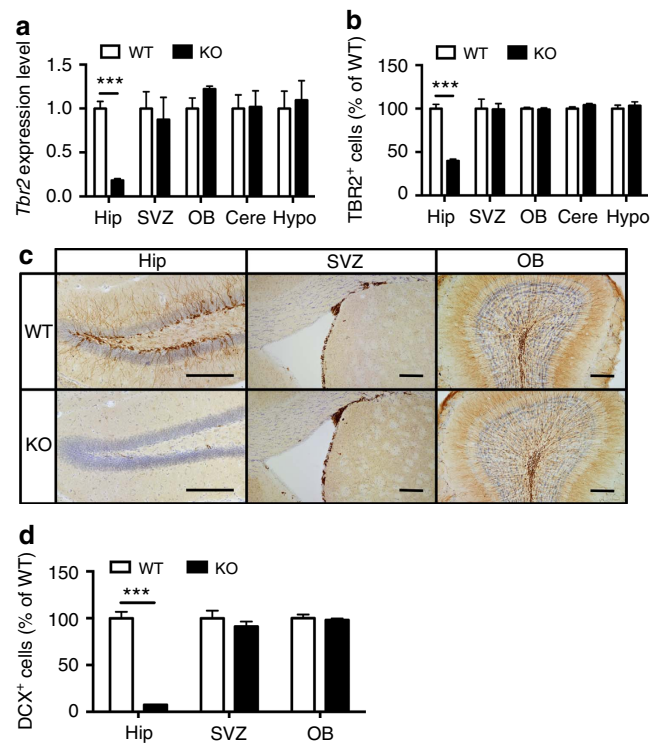 a
WT KO
Tbr2 expression level
***
1.5
1.0
0.5
0.0
Hip SVZ OB Cere Hypo
b
WT KO
TBR2+ cells (% of WT)
***
150
100
50
0
Hip SVZ OB Cere Hypo
c
Hip SVZ OB
WT
KO
d
WT KO
DCX+ cells (% of WT)
***
150
100
50
0
Hip SVZ OB